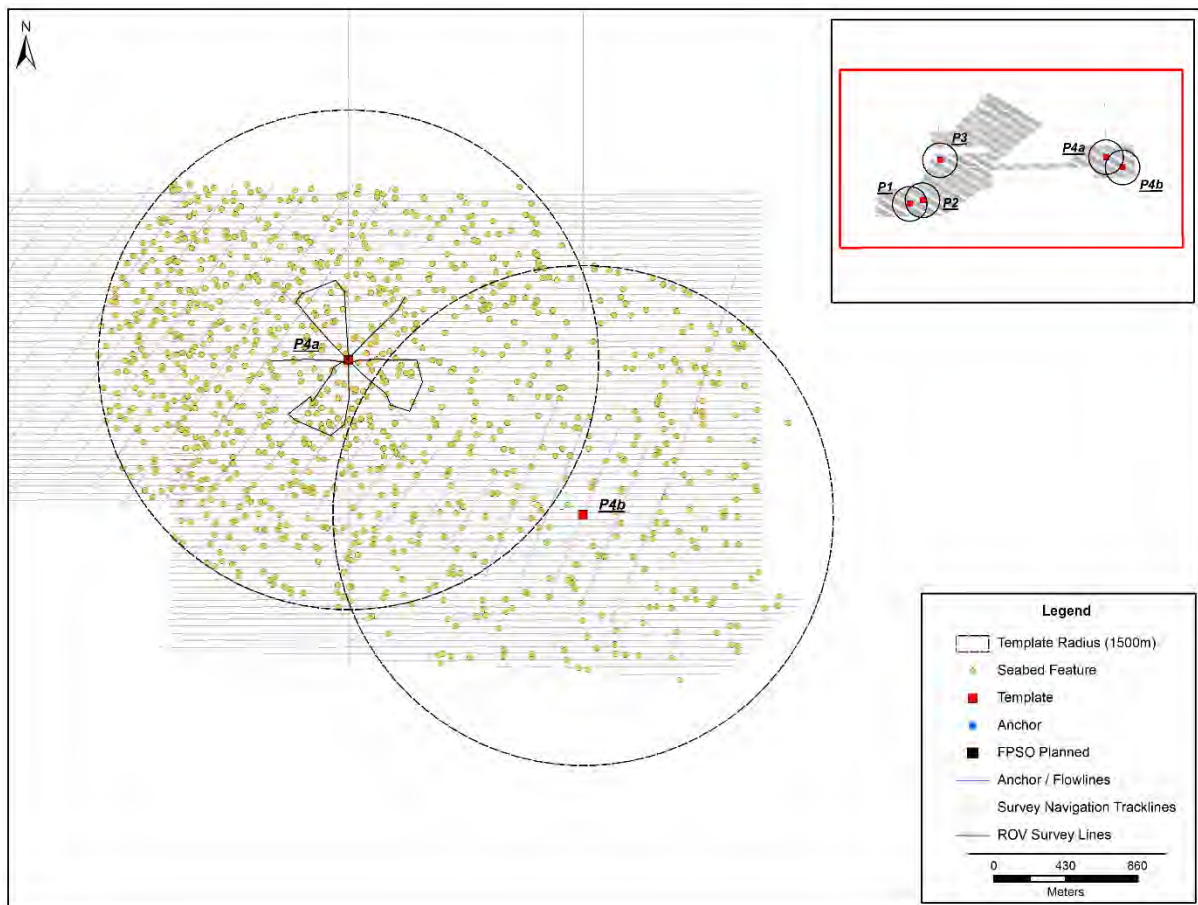 N
P3
P4a
P4b
P1
P2
P4a
P4b
Legend
Template Radius (1500m)
Seabed Feature
Template
Anchor
FPSO Planned
Anchor / Flowlines
Survey Navigation Tracklines
ROV Survey Lines
0 430 860
Meters